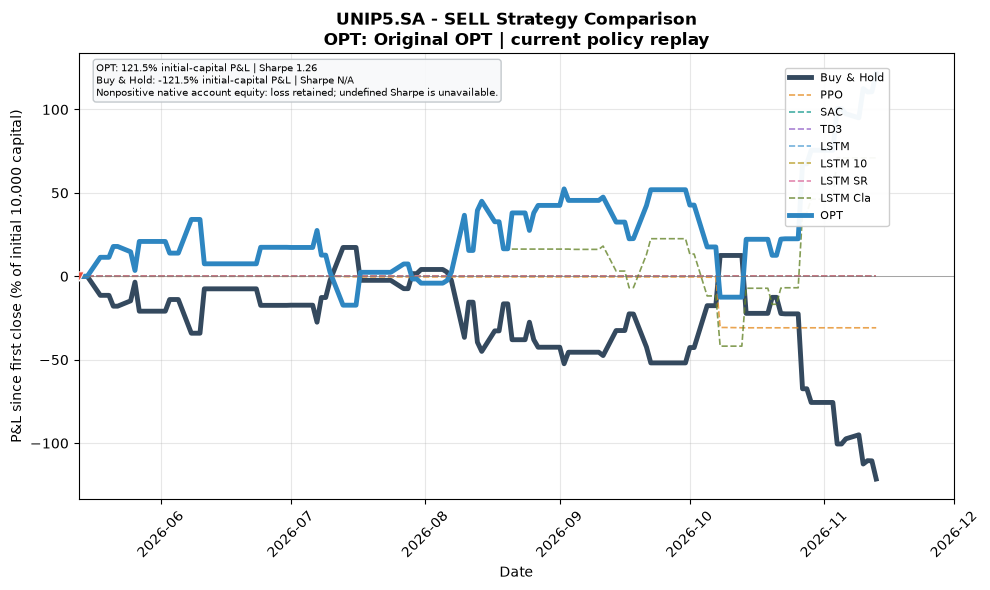 UNIP5.SA - SELL Strategy Comparison
OPT: Original OPT | current policy replay
OPT: 121.5% initial-capital P&L | Sharpe 1.26
Buy & Hold: -121.5% initial-capital P&L | Sharpe N/A
Nonpositive native account equity: loss retained; undefined Sharpe is unavailable.
Buy & Hold
PPO
SAC
TD3
LSTM
LSTM 10
LSTM SR
LSTM Cla
OPT
P&L since first close (% of initial 10,000 capital)
100
50
0
−50
−100
2026-06
2026-07
2026-08
2026-09
2026-10
2026-11
2026-12
Date